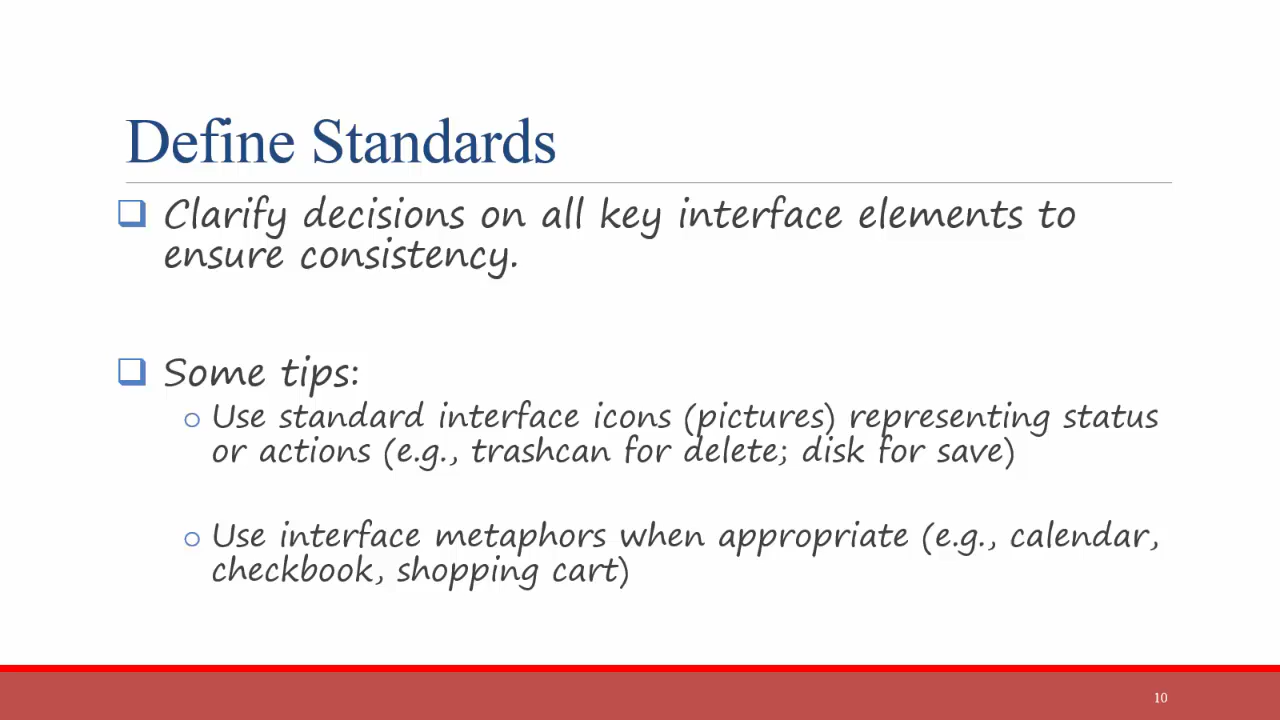 Define Standards
Clarify decisions on all key interface elements to
ensure consistency.
Some tips:
Use standard interface icons (pictures) representing status
or actions (e.g., trashcan for delete; disk for save)
Use interface metaphors when appropriate (e.g., calendar,
checkbook, shopping cart)
10